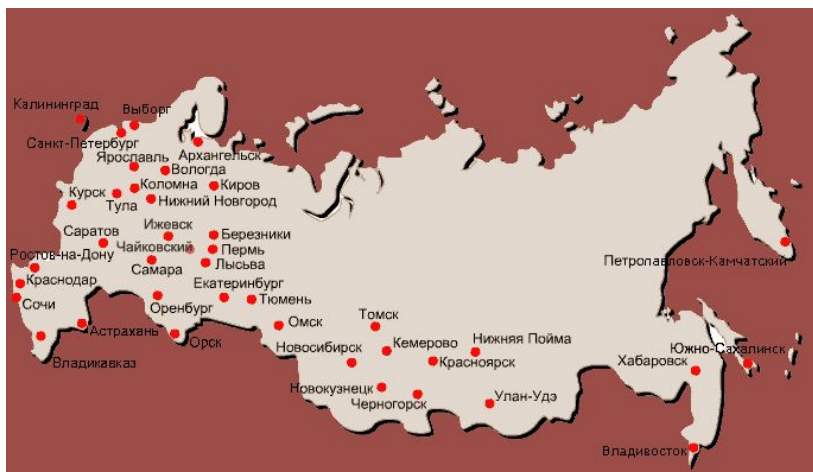 Калининград
Выборг
Санкт-Петербург
Архангельск
Ярославль
Вологда
Коломна
Киров
Курск
Тула
Нижний Новгород
Ижевск
Березники
Саратов
Чайковский
Пермь
Ростов-на-Дону
Самара
Лысьва
Петропавловск-Камчатский
Краснодар
Екатеринбург
Сочи
Оренбург
Тюмень
Томск
Астрахань
Орск
Омск
Нижняя Пойма
Владикавказ
Новосибирск
Кемерово
Красноярск
Южно-Сахалинск
Хабаровск
Новокузнецк
Черногорск
Улан-Удэ
Владивосток